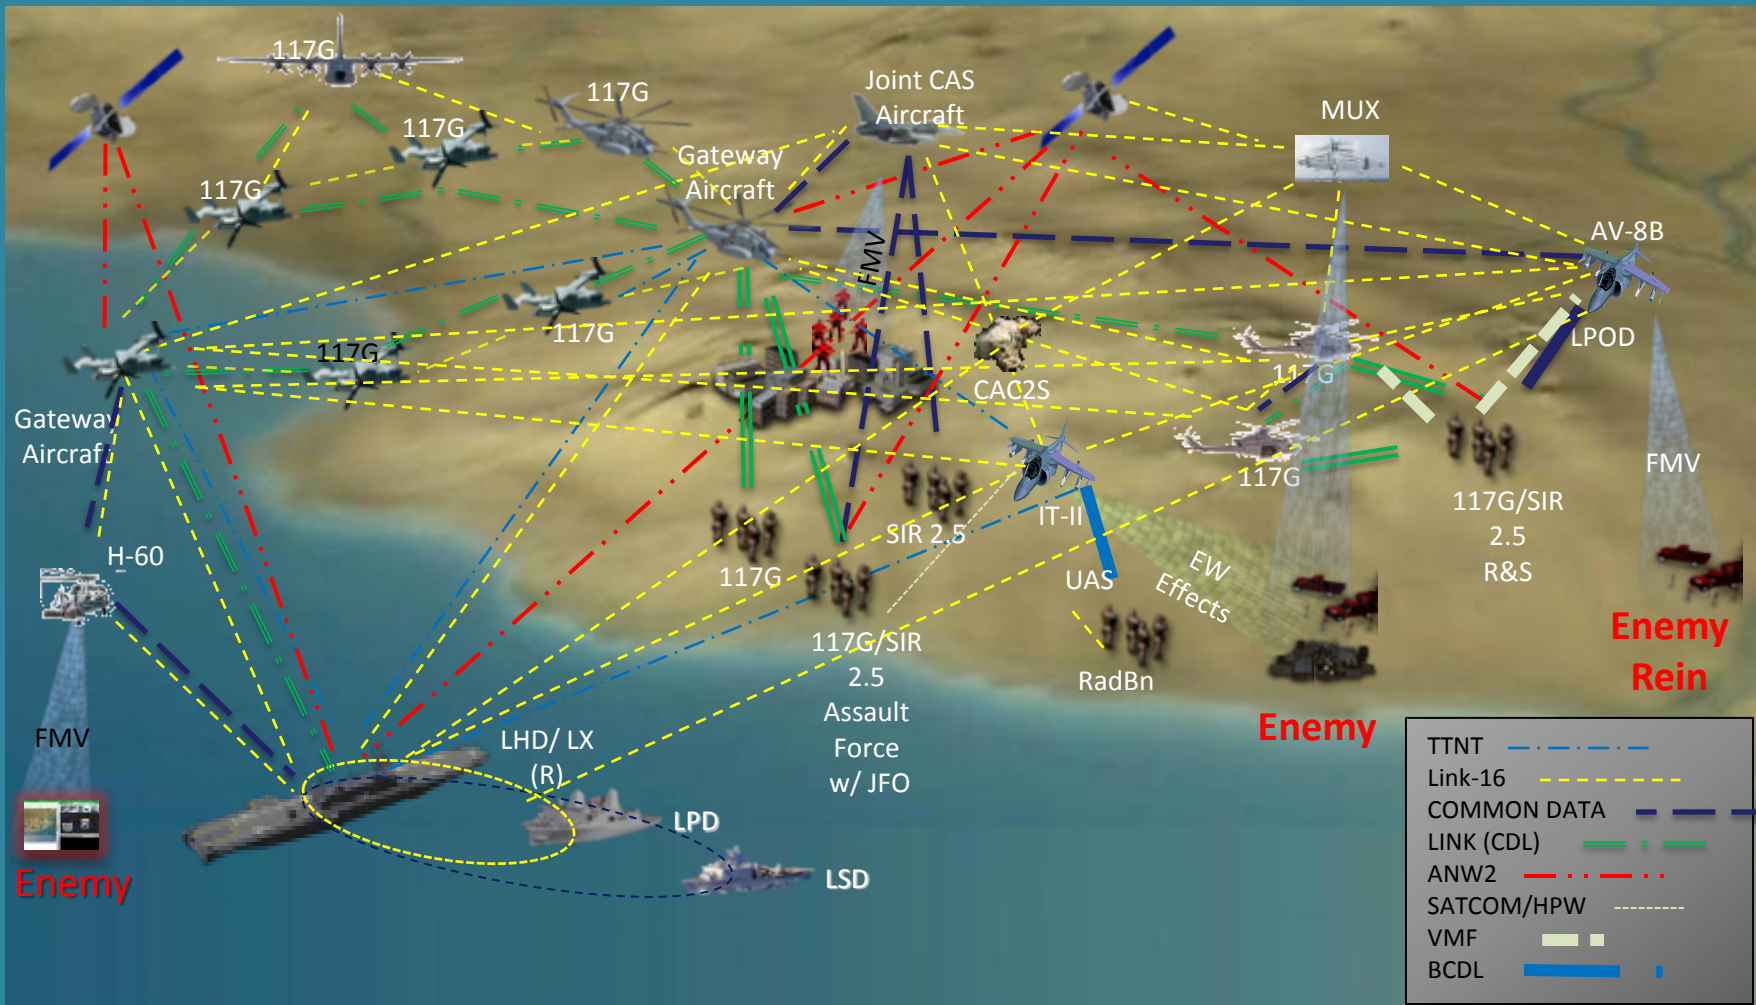 117G
117G
Joint CAS
Aircraft
MUX
117G
Gateway
Aircraft
117G
AV-8B
FMV
117G
117G
LPOD
117G
CAC2S
Gateway
Aircraft
117G
FMV
117G/SIR
2.5
R&S
IT-II
SIR 2.5
H-60
117G
UAS
EW
Effects
117G/SIR
2.5
Assault
Force
w/ JFO
RadBn
Enemy
Rein
Enemy
FMV
LHD/ LX
(R)
LPD
LSD
Enemy
TTNT
Link-16
COMMON DATA
LINK (CDL)
ANW2
SATCOM/HPW
VMF
BCDL